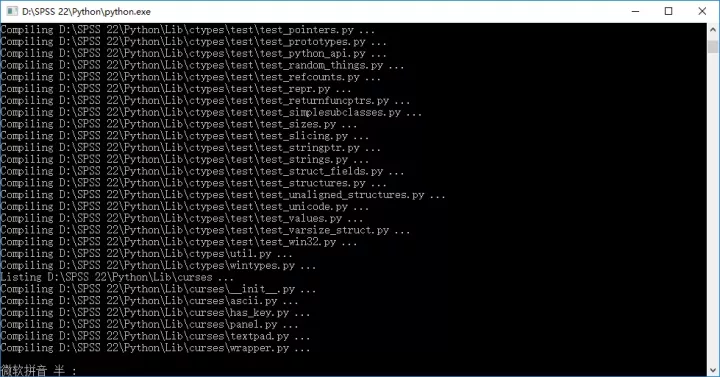 D:\SPSS 22\Python\python.exe
Compiling D:\SPSS 22\Python\Lib\ctypes\test\test_pointers.py ...
Compiling D:\SPSS 22\Python\Lib\ctypes\test\test_prototypes.py ...
Compiling D:\SPSS 22\Python\Lib\ctypes\test\test_python_api.py ...
Compiling D:\SPSS 22\Python\Lib\ctypes\test\test_random_things.py ...
Compiling D:\SPSS 22\Python\Lib\ctypes\test\test_refcounts.py ...
Compiling D:\SPSS 22\Python\Lib\ctypes\test\test_repr.py ...
Compiling D:\SPSS 22\Python\Lib\ctypes\test\test_returnfuncptrs.py ...
Compiling D:\SPSS 22\Python\Lib\ctypes\test\test_simplesubclasses.py ...
Compiling D:\SPSS 22\Python\Lib\ctypes\test\test_sizes.py ...
Compiling D:\SPSS 22\Python\Lib\ctypes\test\test_slicing.py ...
Compiling D:\SPSS 22\Python\Lib\ctypes\test\test_stringptr.py ...
Compiling D:\SPSS 22\Python\Lib\ctypes\test\test_strings.py ...
Compiling D:\SPSS 22\Python\Lib\ctypes\test\test_struct_fields.py ...
Compiling D:\SPSS 22\Python\Lib\ctypes\test\test_structures.py ...
Compiling D:\SPSS 22\Python\Lib\ctypes\test\test_unaligned_structures.py ...
Compiling D:\SPSS 22\Python\Lib\ctypes\test\test_unicode.py ...
Compiling D:\SPSS 22\Python\Lib\ctypes\test\test_values.py ...
Compiling D:\SPSS 22\Python\Lib\ctypes\test\test_varsize_struct.py ...
Compiling D:\SPSS 22\Python\Lib\ctypes\test\test_win32.py ...
Compiling D:\SPSS 22\Python\Lib\ctypes\util.py ...
Compiling D:\SPSS 22\Python\Lib\ctypes\wintypes.py ...
Listing D:\SPSS 22\Python\Lib\curses ...
Compiling D:\SPSS 22\Python\Lib\curses\__init__.py ...
Compiling D:\SPSS 22\Python\Lib\curses\ascii.py ...
Compiling D:\SPSS 22\Python\Lib\curses\has_key.py ...
Compiling D:\SPSS 22\Python\Lib\curses\panel.py ...
Compiling D:\SPSS 22\Python\Lib\curses\textpad.py ...
Compiling D:\SPSS 22\Python\Lib\curses\wrapper.py ...
微软拼音 半 :